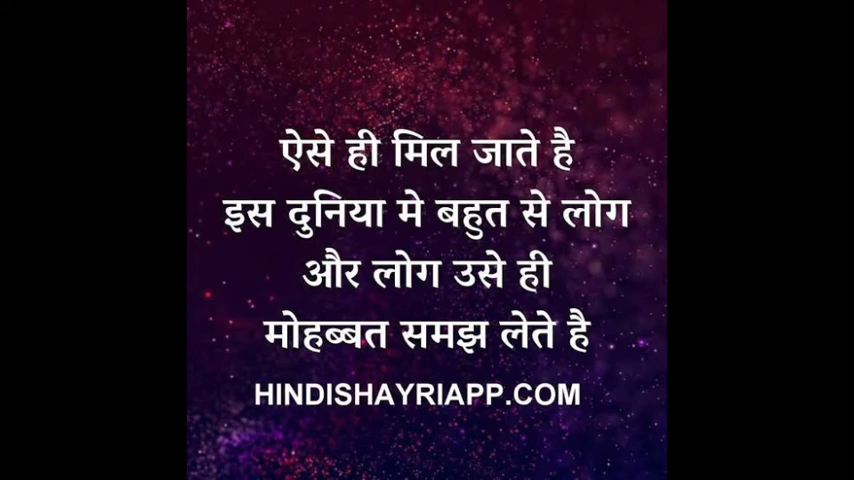 ऐसे ही मिल जाते है
इस दुनिया मे बहुत से लोग
और लोग उसे ही
मोहब्बत समझ लेते है
HINDISHAYRIAPP.COM